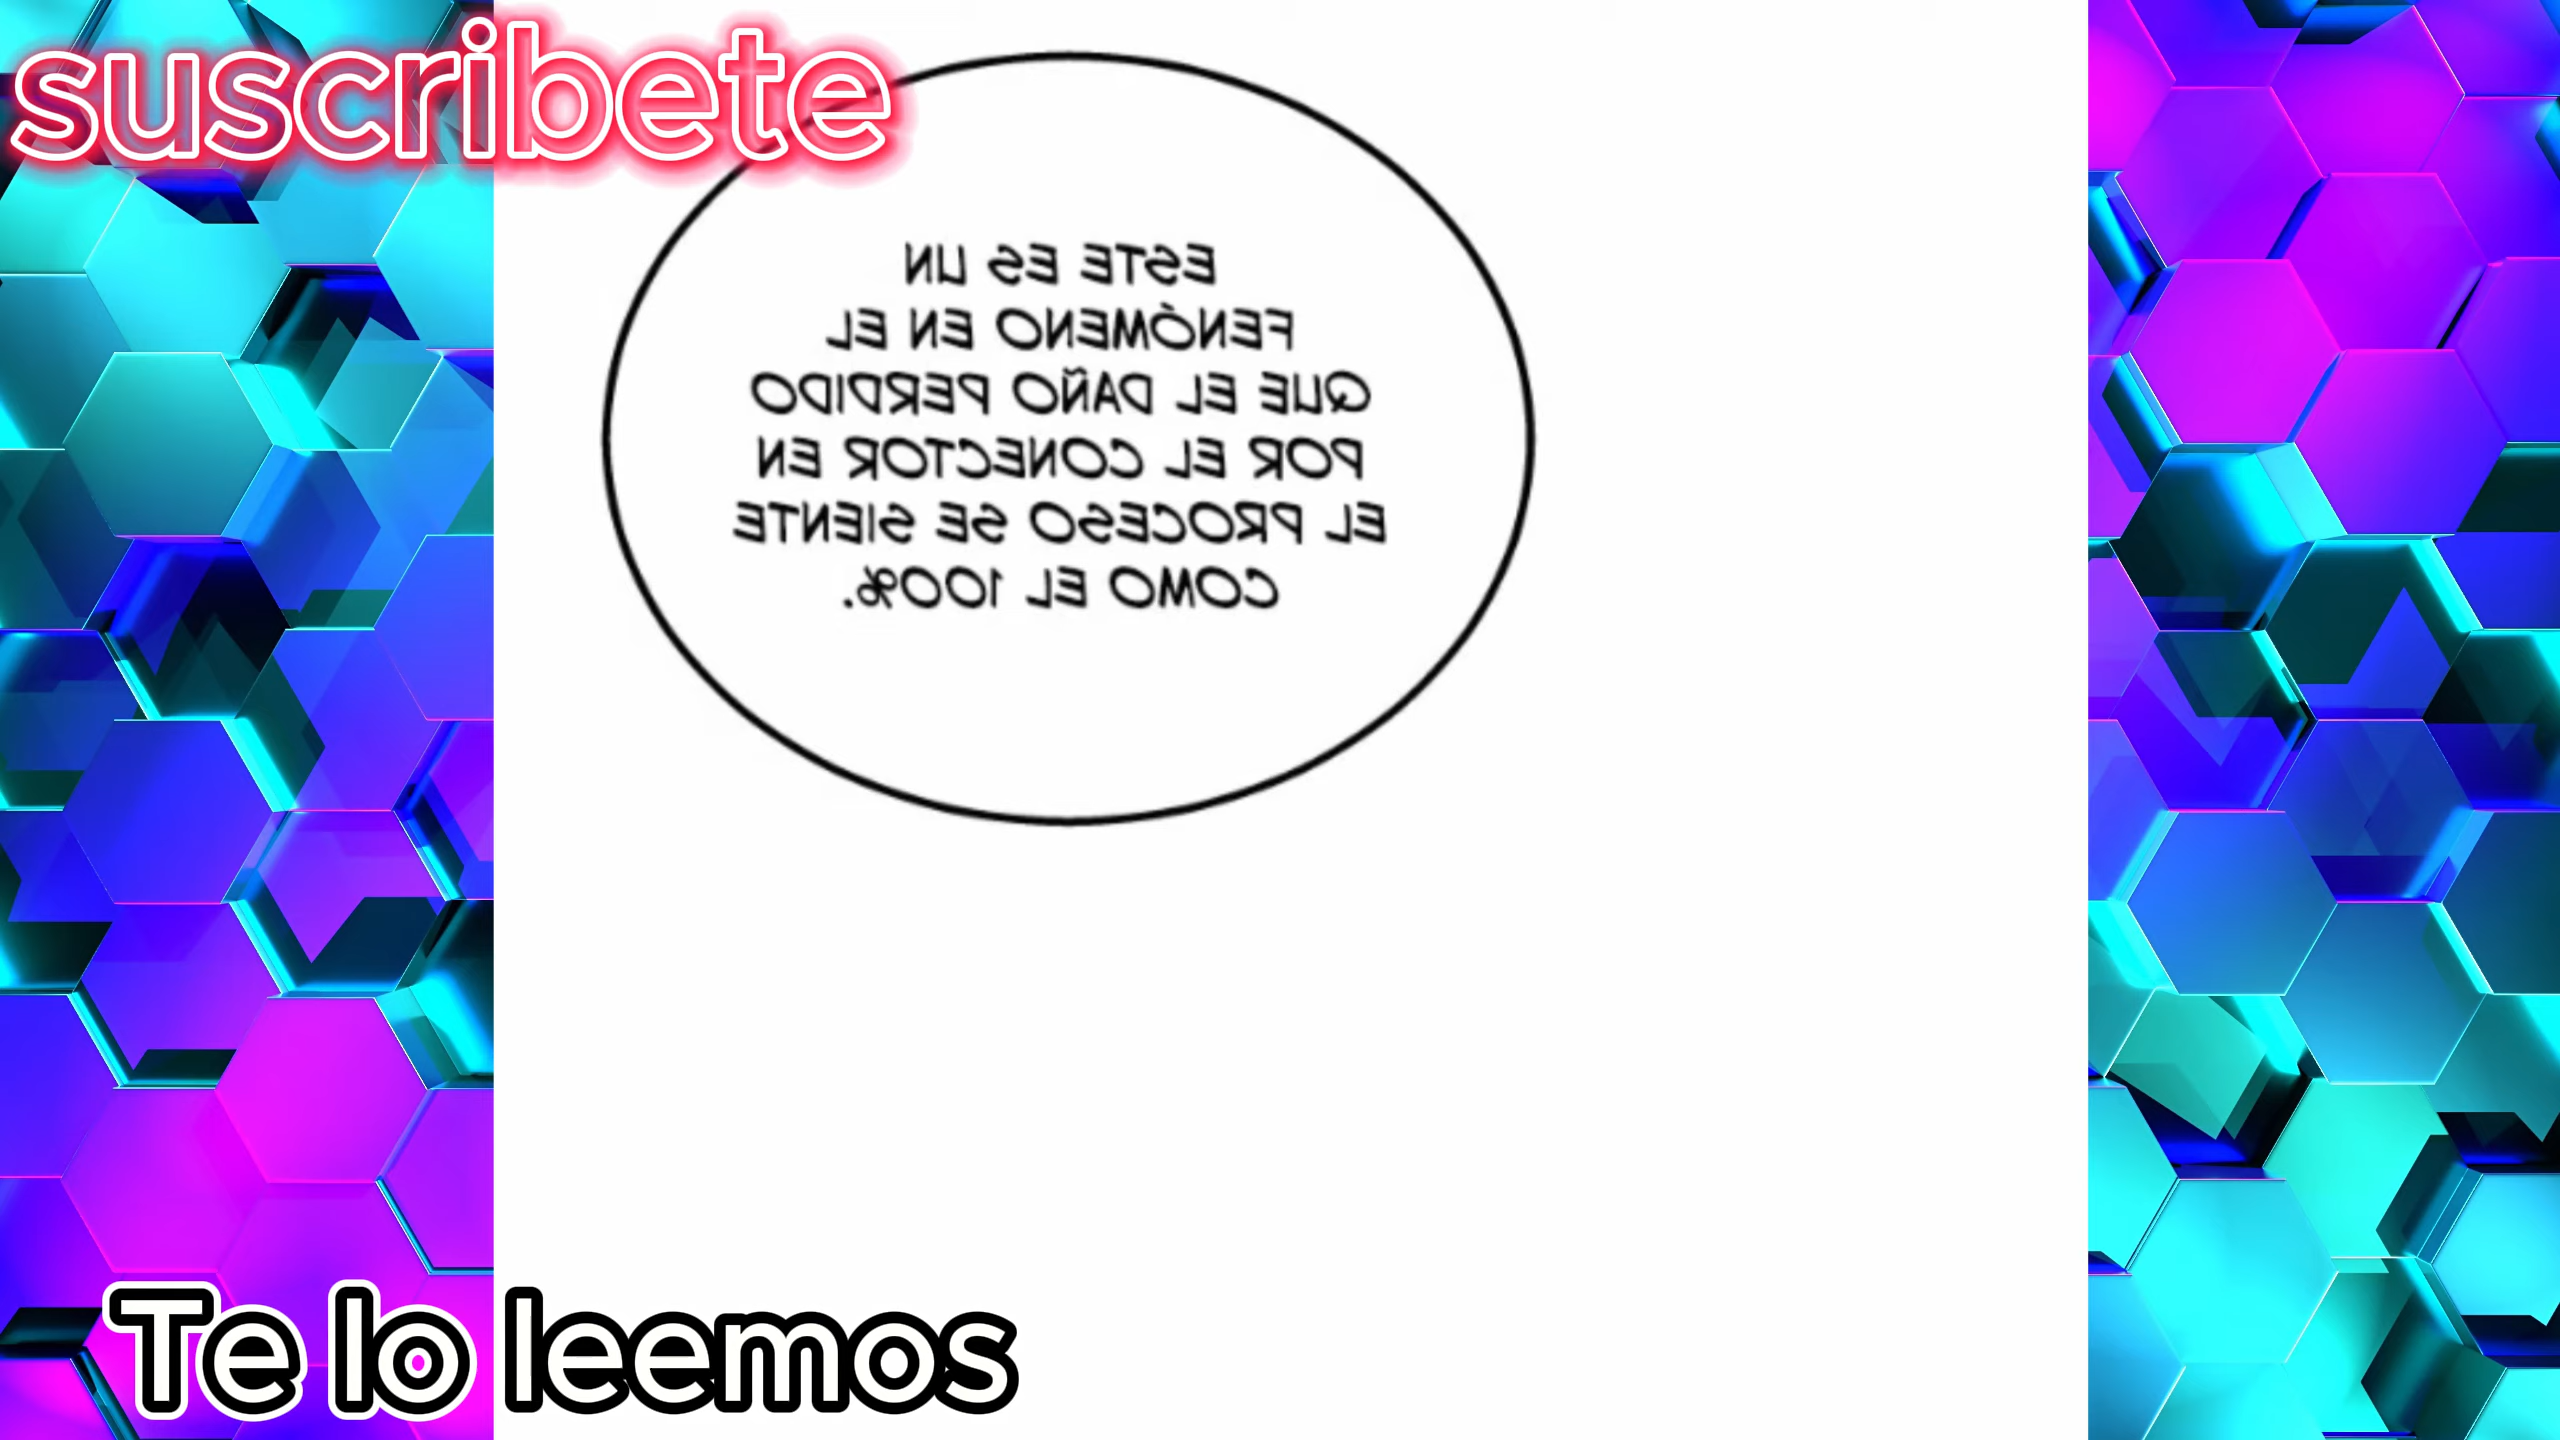 suscribete
ESTE ES UN
FENÓMENO EN EL
QUE EL DAÑO PERDIDO
POR EL CONECTOR EN
EL PROCESO SE SIENTE
COMO EL 100%.
Te lo leemos